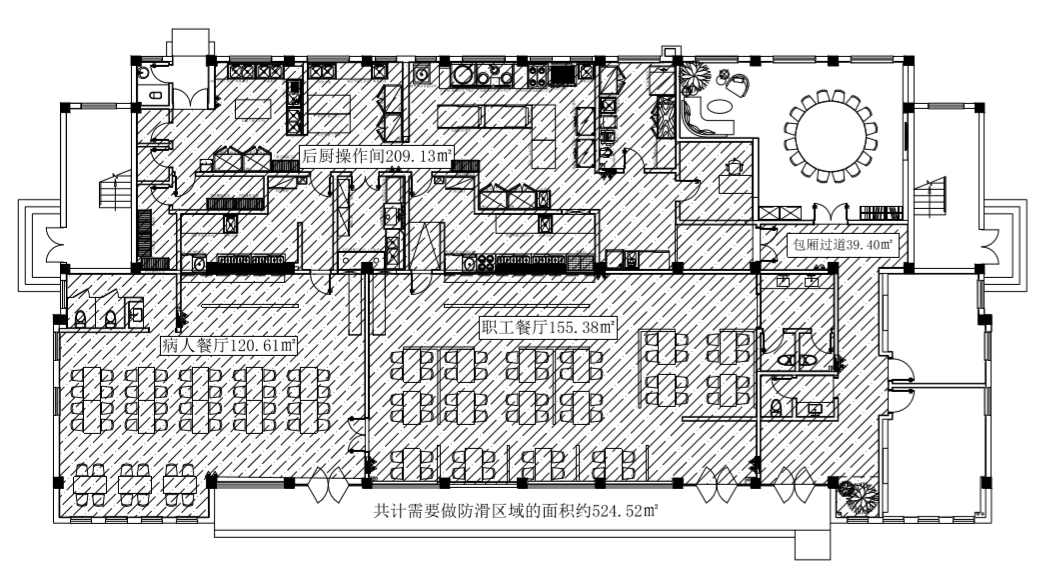 后厨操作间209.13㎡
包厢过道39.40㎡
职工餐厅155.38㎡
病人餐厅120.61㎡
共计需要做防滑区域的面积约524.52㎡